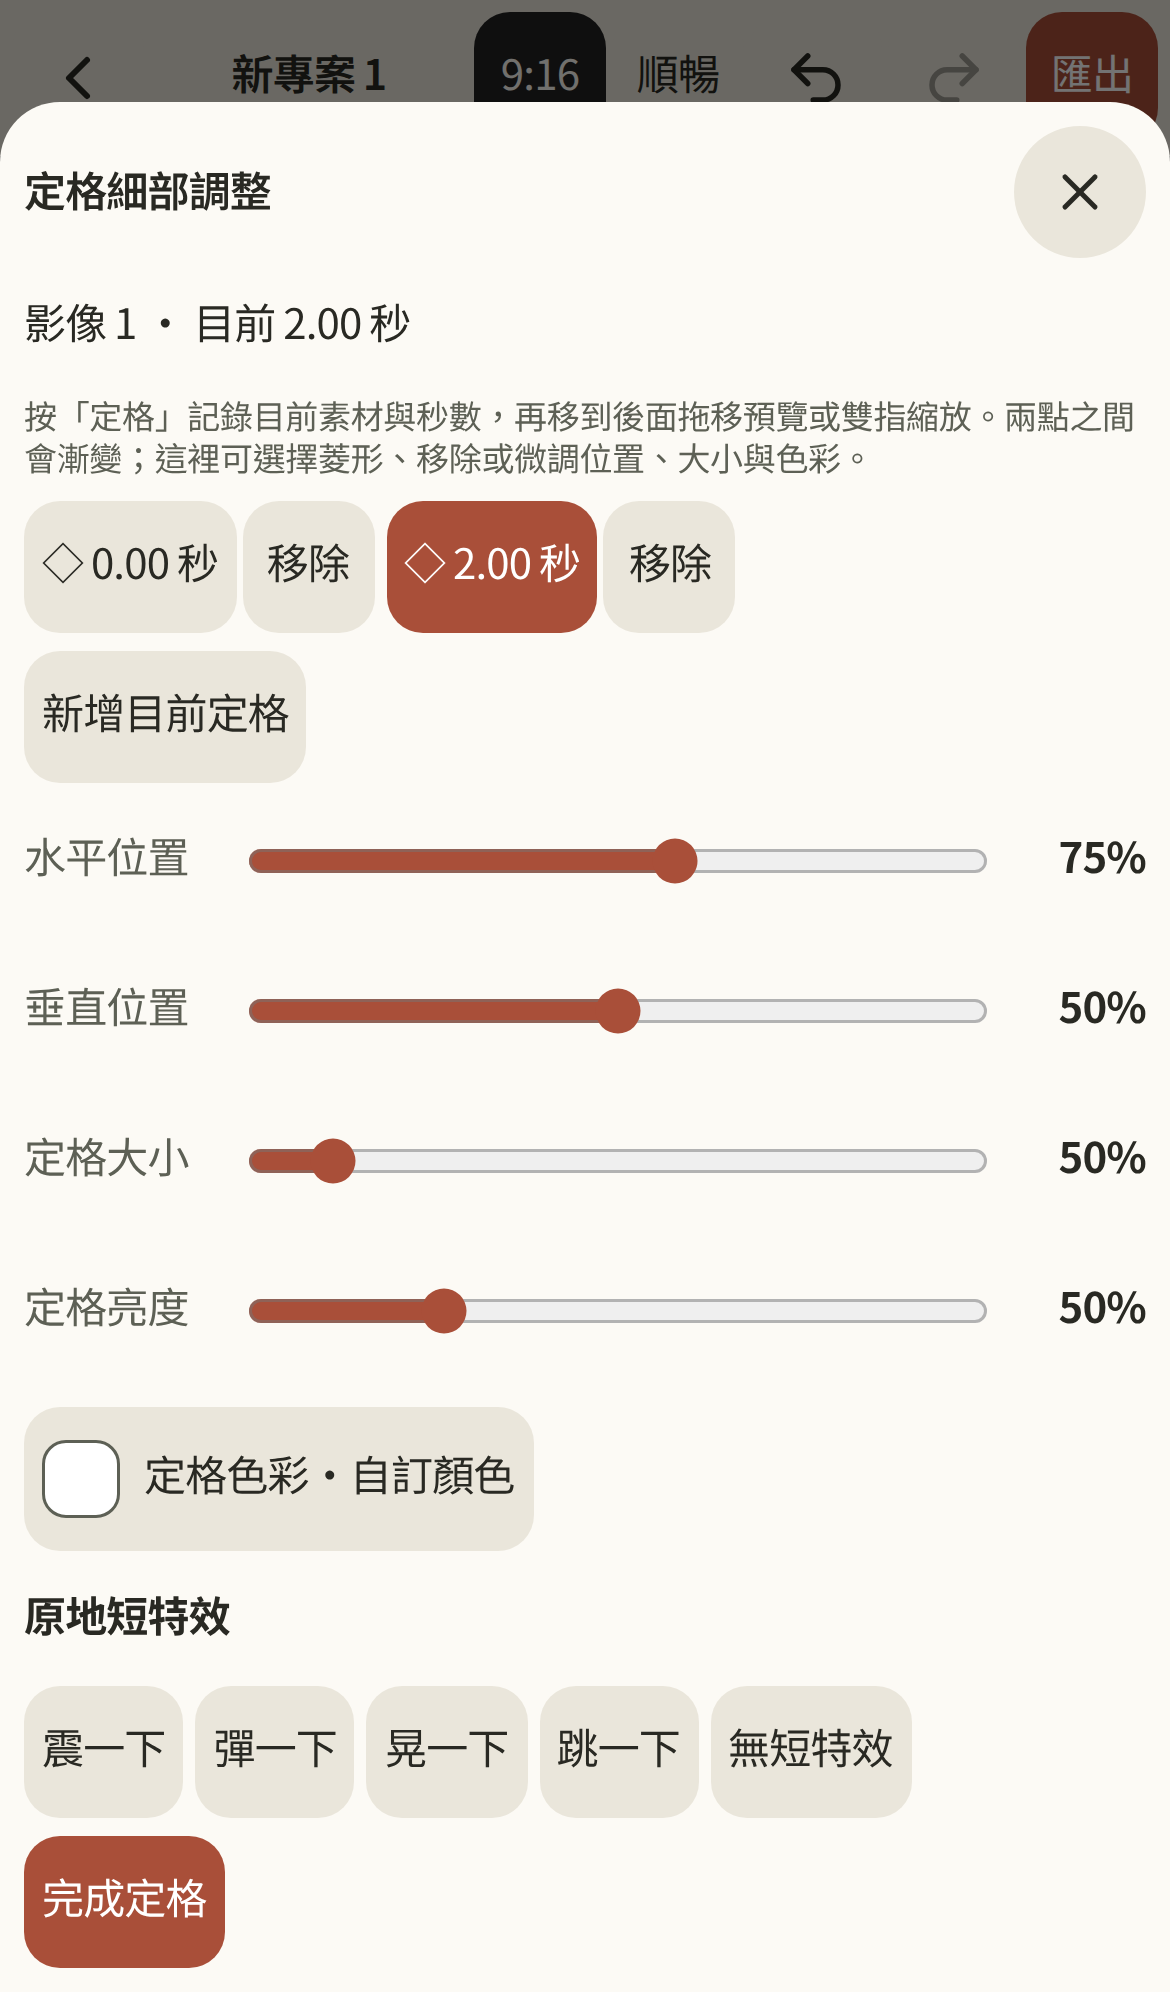 新專案 1 9:16 順暢 匯出
定格細部調整
影像 1 · 目前 2.00 秒
按「定格」記錄目前素材與秒數，再移到後面拖移預覽或雙指縮放。兩點之間
會漸變；這裡可選擇菱形、移除或微調位置、大小與色彩。
◇ 0.00 秒 移除 ◇ 2.00 秒 移除
新增目前定格
水平位置 75%
垂直位置 50%
定格大小 50%
定格亮度 50%
定格色彩·自訂顏色
原地短特效
震一下 彈一下 晃一下 跳一下 無短特效
完成定格